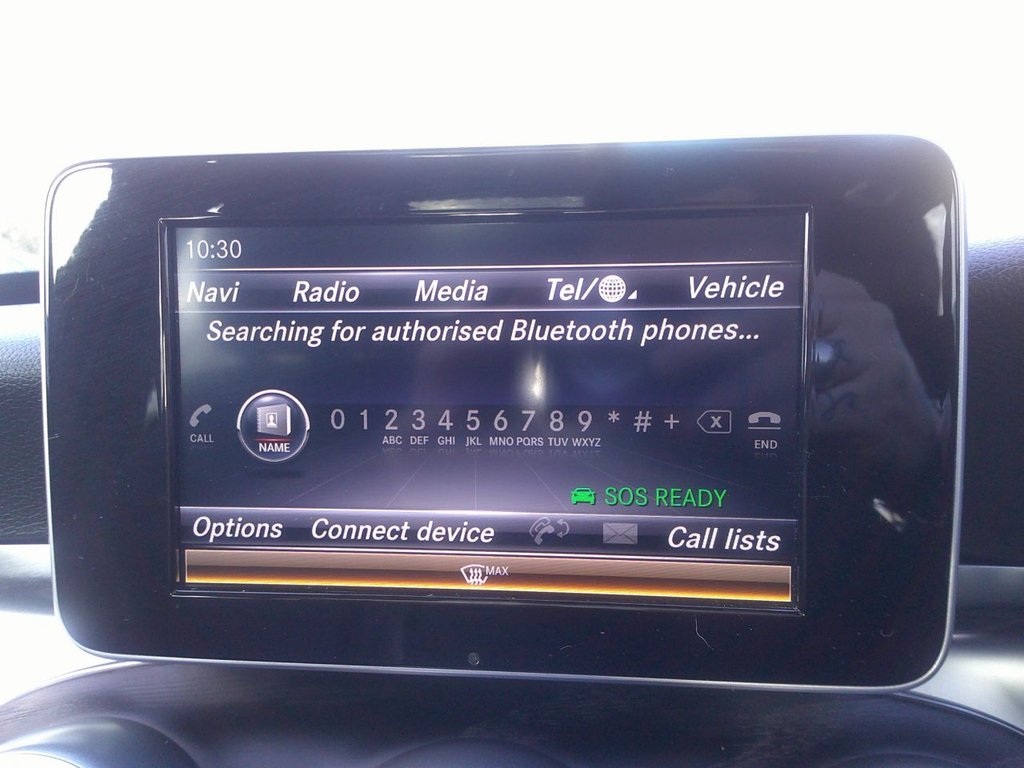 10:30
Navi Radio Media Tel/ Vehicle
Searching for authorised Bluetooth phones...
0 1 2 3 4 5 6 7 8 9 * # + X
CALL NAME ABC DEF GHI JKL MNO PQRS TUV WXYZ END
SOS READY
Options Connect device Call lists
MAX